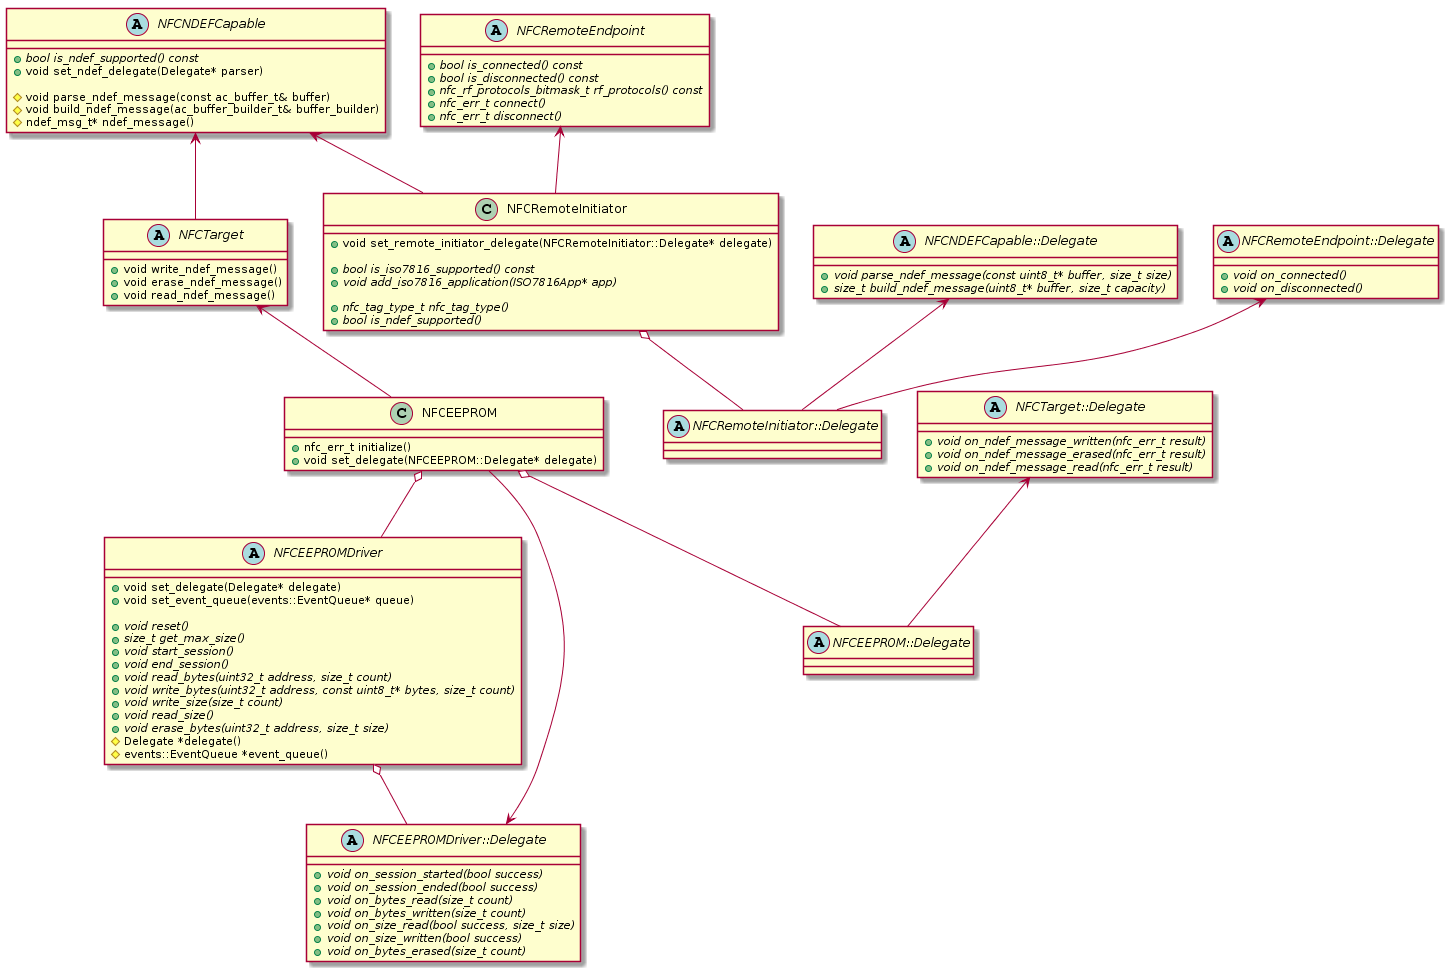 A NFCNDEFCapable
bool is_ndef_supported() const
void set_ndef_delegate(Delegate* parser)
void parse_ndef_message(const ac_buffer_t& buffer)
void build_ndef_message(ac_buffer_builder_t& buffer_builder)
ndef_msg_t* ndef_message()
A NFCRemoteEndpoint
bool is_connected() const
bool is_disconnected() const
nfc_rf_protocols_bitmask_t rf_protocols() const
nfc_err_t connect()
nfc_err_t disconnect()
A NFCTarget
void write_ndef_message()
void erase_ndef_message()
void read_ndef_message()
C NFCRemoteInitiator
void set_remote_initiator_delegate(NFCRemoteInitiator::Delegate* delegate)
bool is_iso7816_supported() const
void add_iso7816_application(ISO7816App* app)
nfc_tag_type_t nfc_tag_type()
bool is_ndef_supported()
A NFCNDEFCapable::Delegate
void parse_ndef_message(const uint8_t* buffer, size_t size)
size_t build_ndef_message(uint8_t* buffer, size_t capacity)
A NFCRemoteEndpoint::Delegate
void on_connected()
void on_disconnected()
C NFCEEPROM
nfc_err_t initialize()
void set_delegate(NFCEEPROM::Delegate* delegate)
A NFCRemoteInitiator::Delegate
A NFCTarget::Delegate
void on_ndef_message_written(nfc_err_t result)
void on_ndef_message_erased(nfc_err_t result)
void on_ndef_message_read(nfc_err_t result)
A NFCEEPROMDriver
void set_delegate(Delegate* delegate)
void set_event_queue(events::EventQueue* queue)
void reset()
size_t get_max_size()
void start_session()
void end_session()
void read_bytes(uint32_t address, size_t count)
void write_bytes(uint32_t address, const uint8_t* bytes, size_t count)
void write_size(size_t count)
void read_size()
void erase_bytes(uint32_t address, size_t size)
Delegate *delegate()
events::EventQueue *event_queue()
A NFCEEPROM::Delegate
A NFCEEPROMDriver::Delegate
void on_session_started(bool success)
void on_session_ended(bool success)
void on_bytes_read(size_t count)
void on_bytes_written(size_t count)
void on_size_read(bool success, size_t size)
void on_size_written(bool success)
void on_bytes_erased(size_t count)